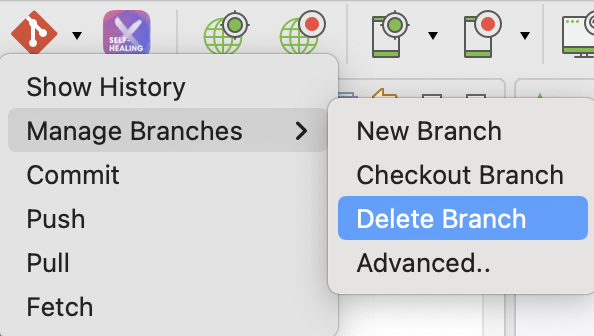 SELF-
HEALING
Show History
Manage Branches
Commit
Push
Pull
Fetch
New Branch
Checkout Branch
Delete Branch
Advanced..